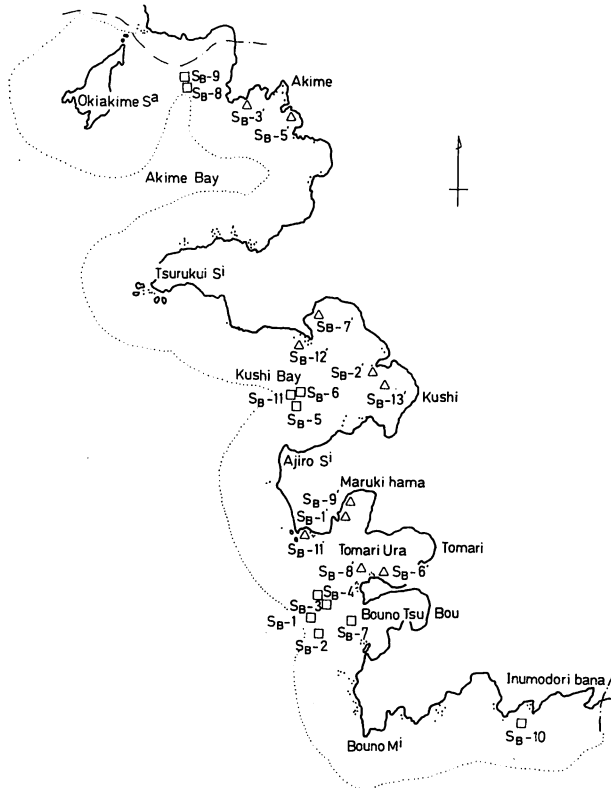 Akime
SB-9
Okiakime Sa
SB-8
SB-3'
SB-5'
Akime Bay
Tsurukui Si
SB-7'
SB-12'
SB-2'
Kushi Bay
SB-6
SB-11
SB-13'
Kushi
SB-5
Ajiro Si
Maruki hama
SB-9'
SB-1'
SB-11'
Tomari Ura
Tomari
SB-8'
SB-6'
SB-4
SB-3
Bouno Tsu
Bou
SB-1
SB-2
SB-7
Inumodori bana
Bouno Mi
SB-10